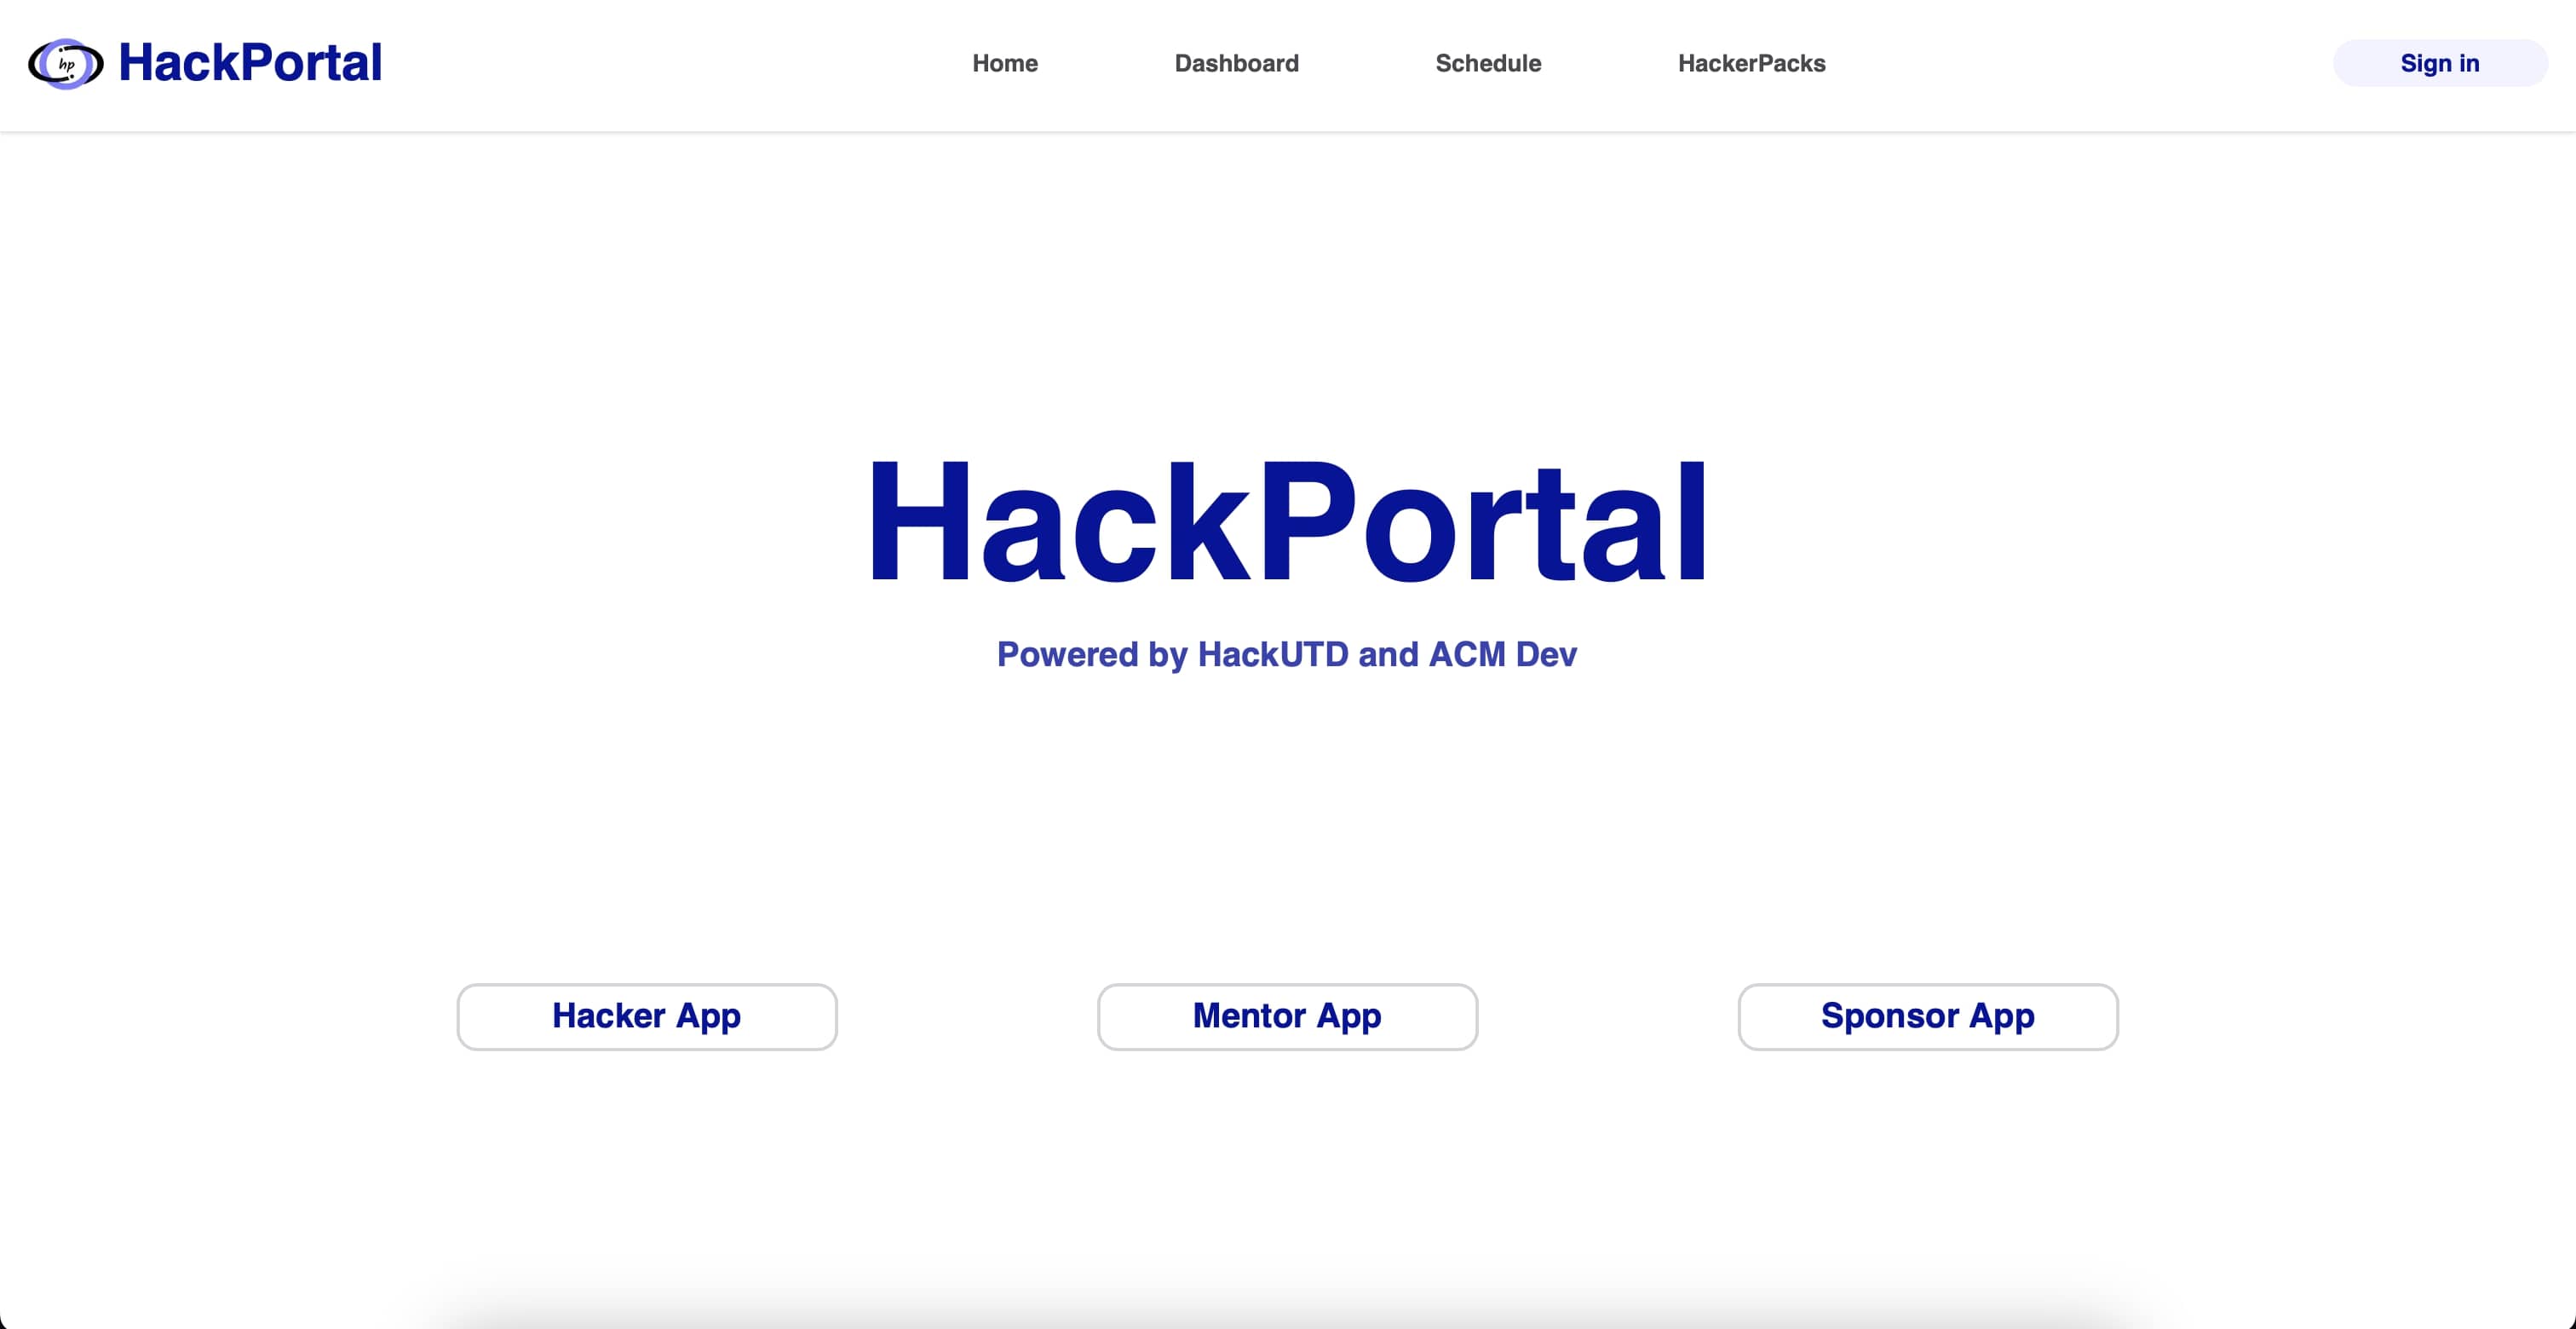 hp HackPortal
Home Dashboard Schedule HackerPacks Sign in
HackPortal
Powered by HackUTD and ACM Dev
Hacker App Mentor App Sponsor App